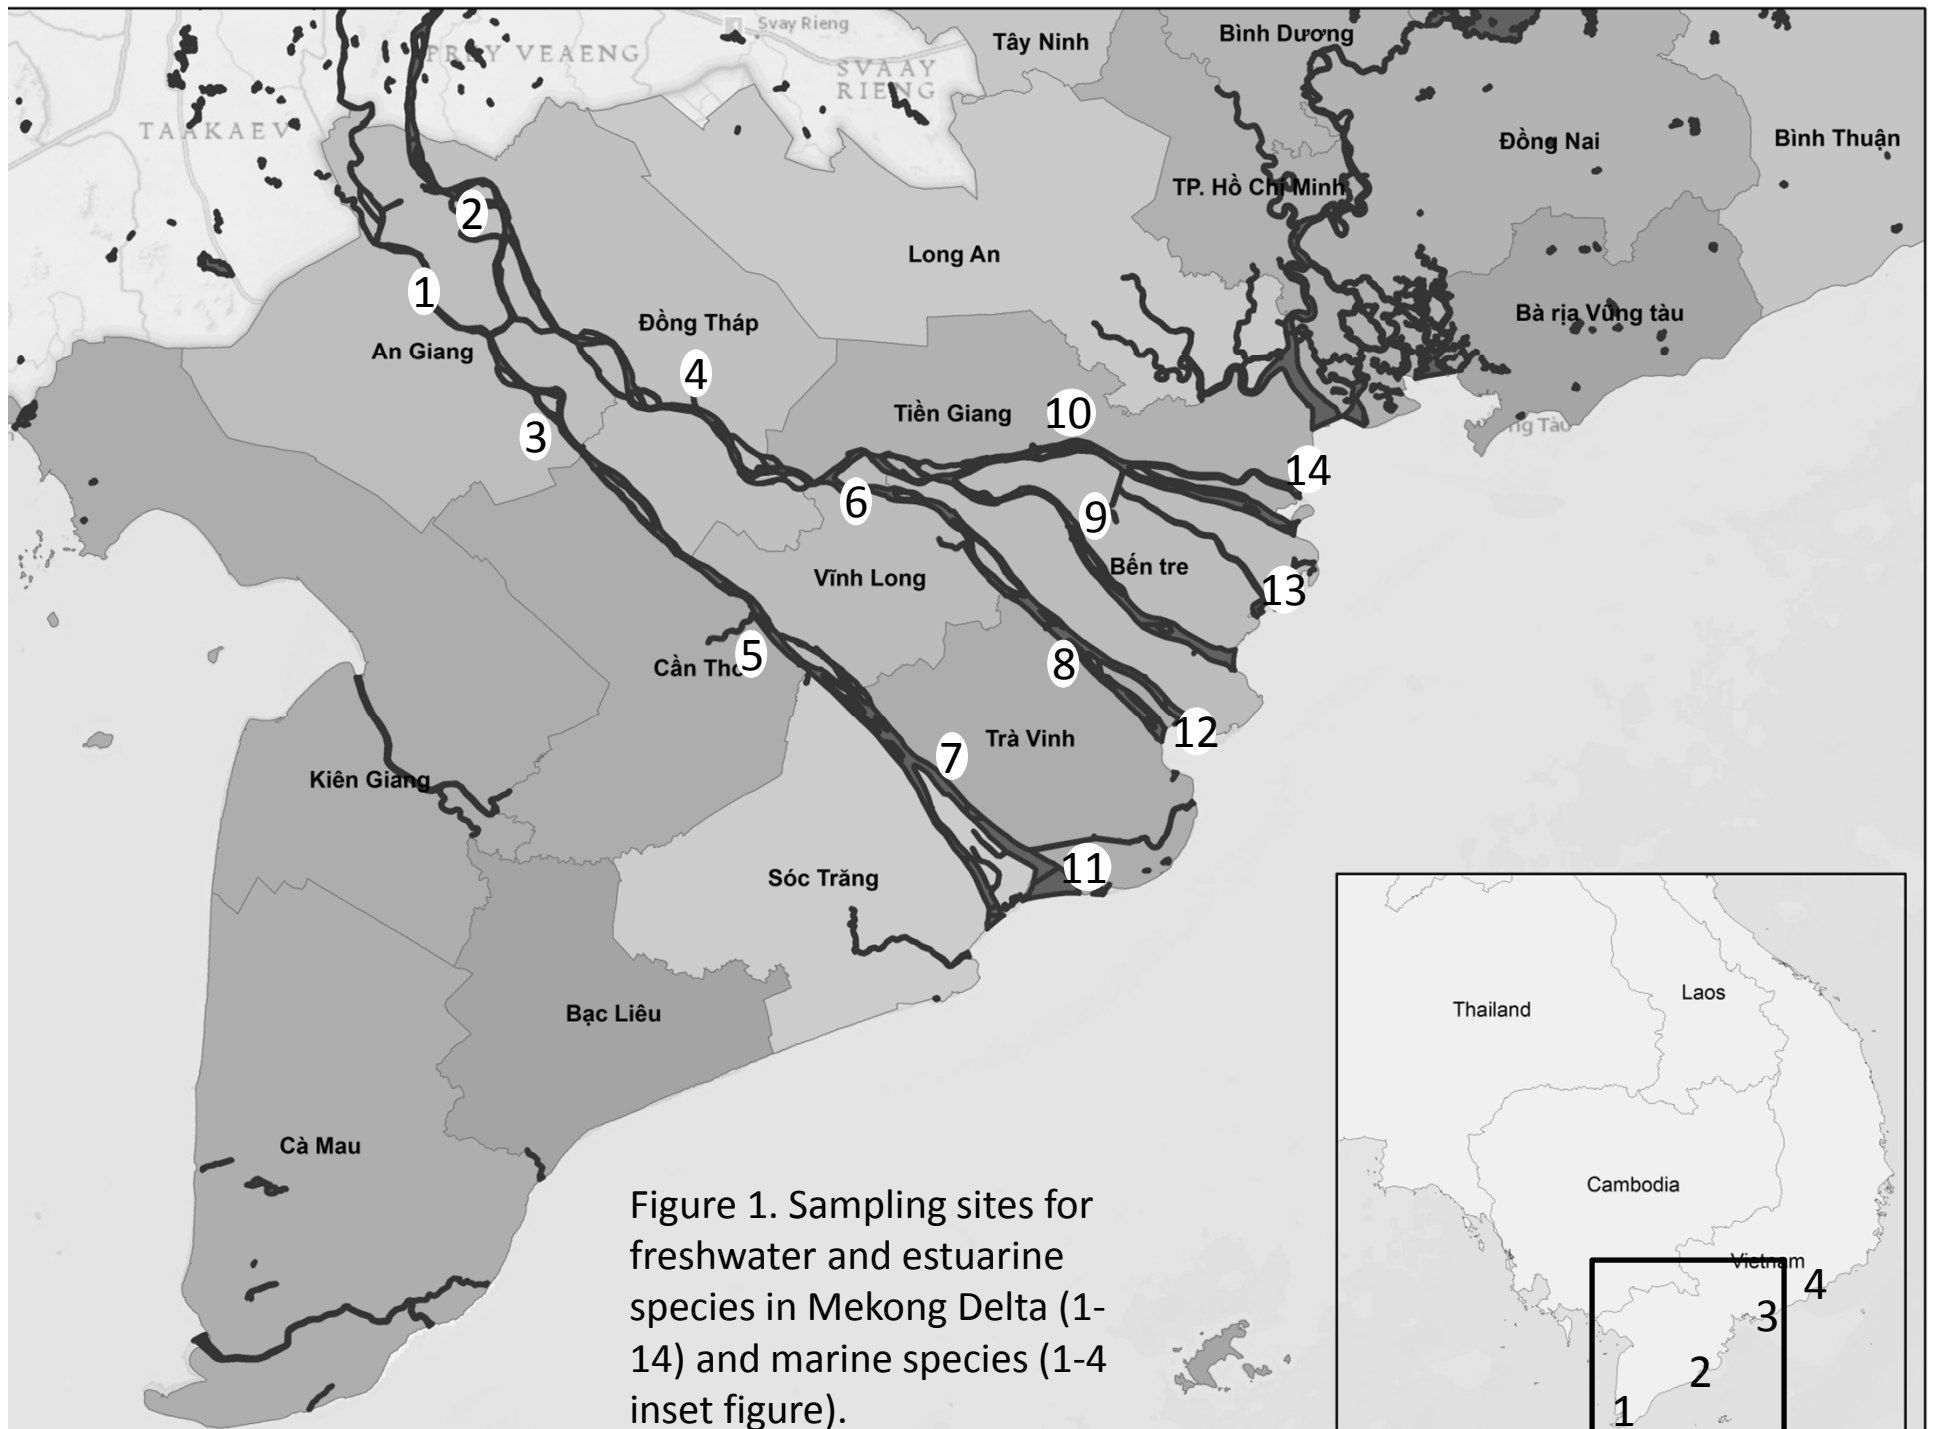 Svay Rieng
PREY VEAENG
Tây Ninh
Bình Dương
SVAAY
RIENG
TAAKAEV
Đồng Nai
Bình Thuận
TP. Hồ Chí Minh
2
Long An
1
Đồng Tháp
Bà rịa Vũng tàu
An Giang
4
Tiền Giang
10
3
14
6
9
Bến tre
Vĩnh Long
13
5
Cần Thơ
8
12
Trà Vinh
7
Kiên Giang
11
Sóc Trăng
Bạc Liêu
Cà Mau
Thailand
Laos
Cambodia
Vietnam
4
3
2
1
Figure 1. Sampling sites for
freshwater and estuarine
species in Mekong Delta (1-
14) and marine species (1-4
inset figure).